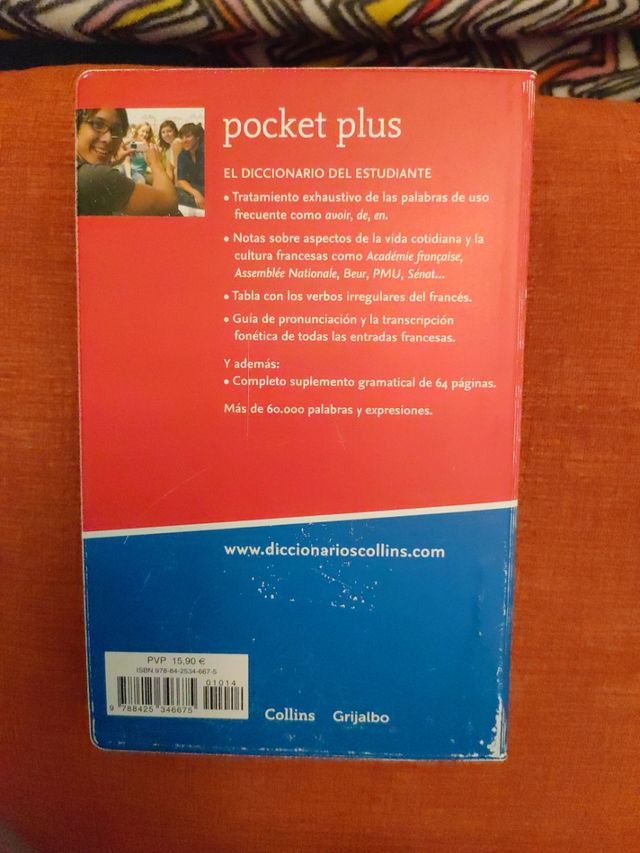 pocket plus
EL DICCIONARIO DEL ESTUDIANTE
• Tratamiento exhaustivo de las palabras de uso
frecuente como avoir, de, en.
• Notas sobre aspectos de la vida cotidiana y la
cultura francesas como Académie française,
Assemblée Nationale, Beur, PMU, Sénat...
• Tabla con los verbos irregulares del francés.
• Guía de pronunciación y la transcripción
fonética de todas las entradas francesas.
Y además:
• Completo suplemento gramatical de 64 páginas.
Más de 60.000 palabras y expresiones.
www.diccionarioscollins.com
PVP 15,90 €
ISBN 978-84-2534-667-5
01014
9 788425 346675
Collins Grijalbo